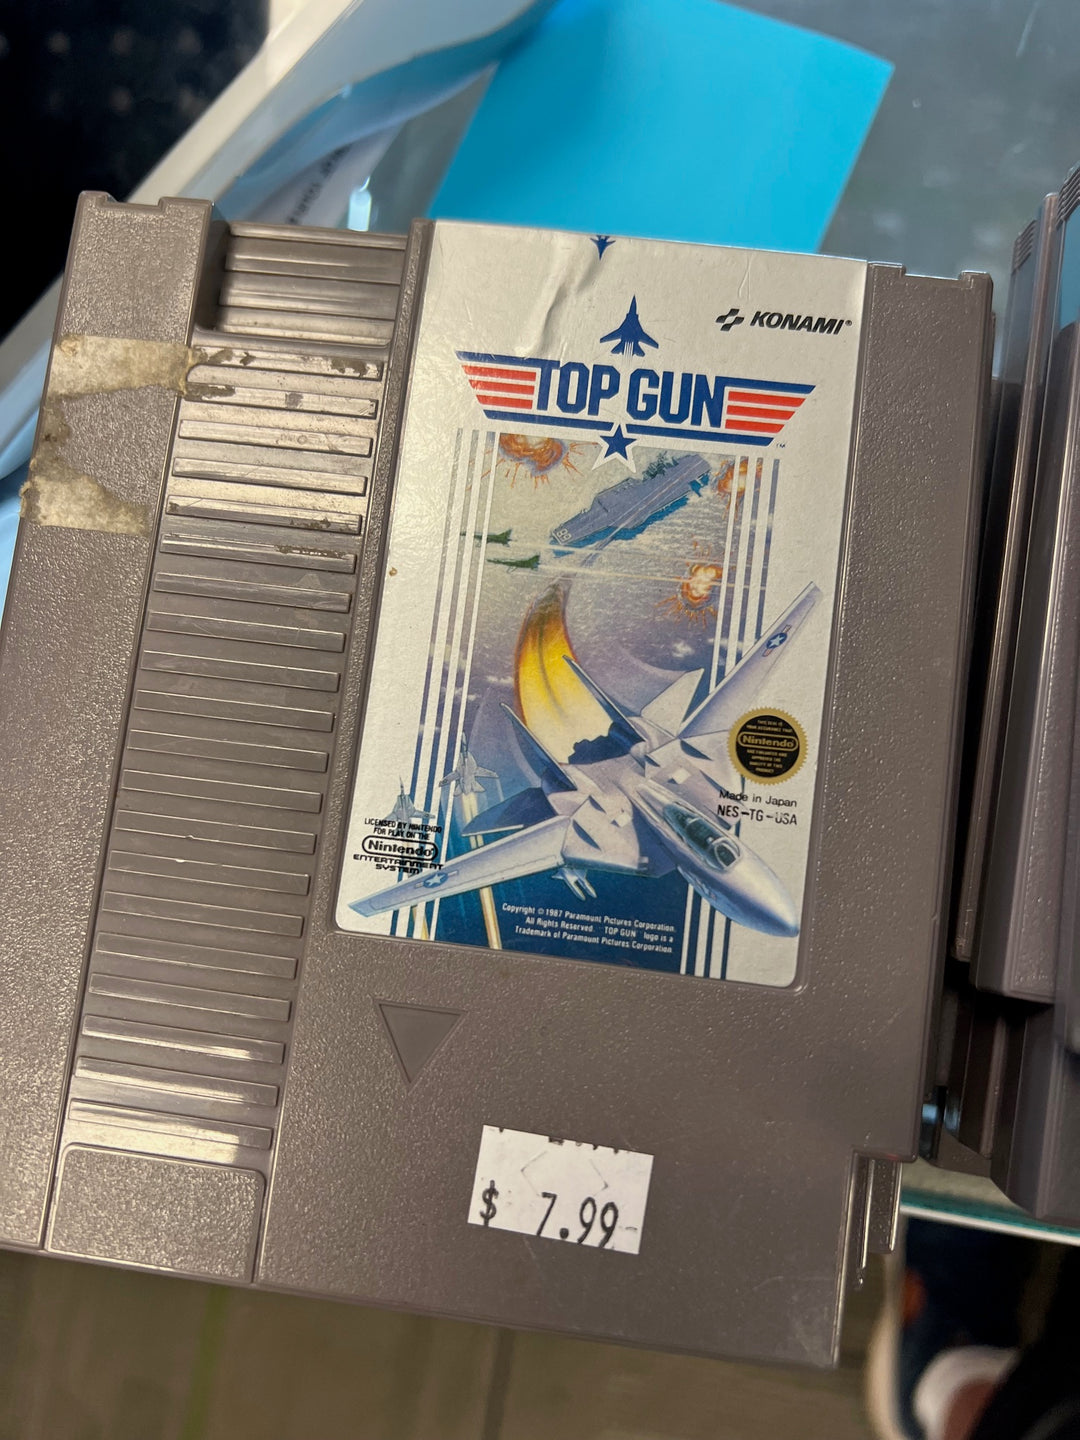 KONAMI®
TOP GUN
TM
THIS SEAL IS
YOUR ASSURANCE THAT
Nintendo
HAS EVALUATED AND
APPROVED THE
QUALITY OF THIS
PRODUCT
Made in Japan
NES-TG-USA
LICENSED BY NINTENDO
FOR PLAY ON THE
Nintendo
ENTERTAINMENT
SYSTEM
Copyright © 1987 Paramount Pictures Corporation.
All Rights Reserved. TOP GUN logo is a
Trademark of Paramount Pictures Corporation
$ 7.99